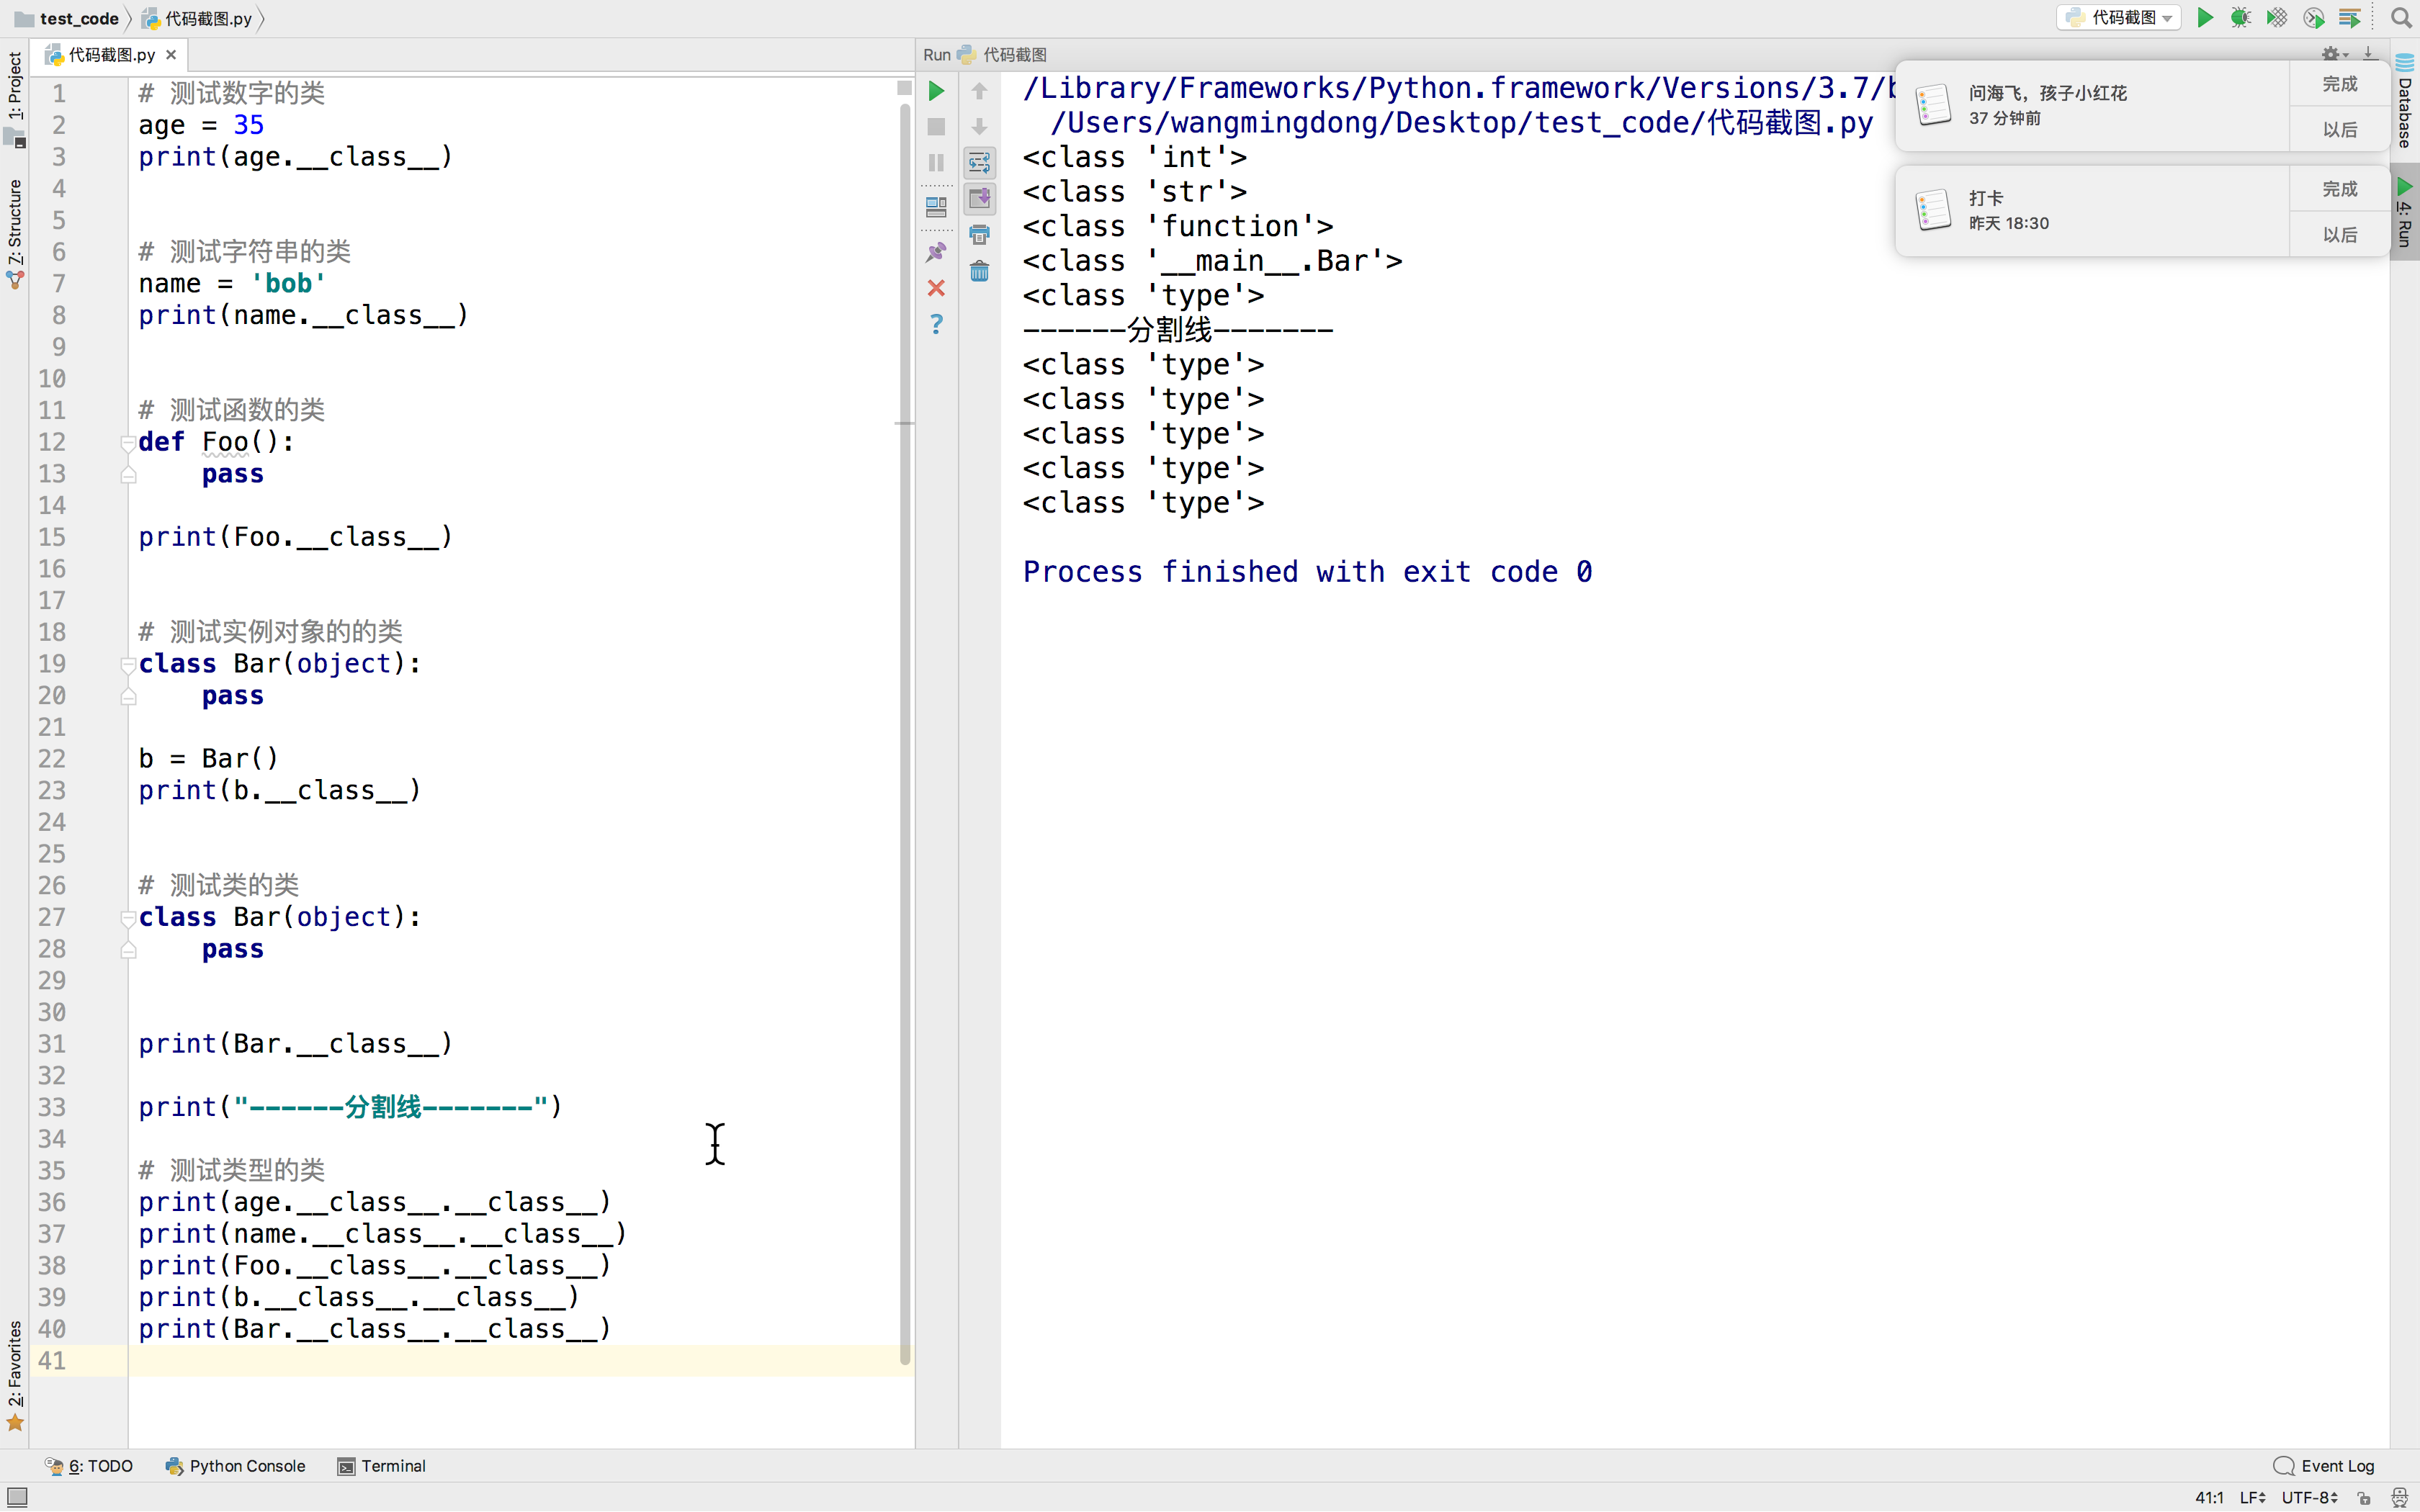 test_code
代码截图.py
代码截图
代码截图.py
Run 代码截图
1: Project
7: Structure
2: Favorites
1 # 测试数字的类
2 age = 35
3 print(age.__class__)
4
5
6 # 测试字符串的类
7 name = 'bob'
8 print(name.__class__)
9
10
11 # 测试函数的类
12 def Foo():
13     pass
14
15 print(Foo.__class__)
16
17
18 # 测试实例对象的的类
19 class Bar(object):
20     pass
21
22 b = Bar()
23 print(b.__class__)
24
25
26 # 测试类的类
27 class Bar(object):
28     pass
29
30
31 print(Bar.__class__)
32
33 print("------分割线-------")
34
35 # 测试类型的类
36 print(age.__class__.__class__)
37 print(name.__class__.__class__)
38 print(Foo.__class__.__class__)
39 print(b.__class__.__class__)
40 print(Bar.__class__.__class__)
41
/Library/Frameworks/Python.framework/Versions/3.7/
/Users/wangmingdong/Desktop/test_code/代码截图.py
<class 'int'>
<class 'str'>
<class 'function'>
<class '__main__.Bar'>
<class 'type'>
------分割线-------
<class 'type'>
<class 'type'>
<class 'type'>
<class 'type'>
<class 'type'>
Process finished with exit code 0
问海飞，孩子小红花
37 分钟前
完成
以后
打卡
昨天 18:30
完成
以后
Database
4: Run
6: TODO
Python Console
Terminal
Event Log
41:1
LF
UTF-8